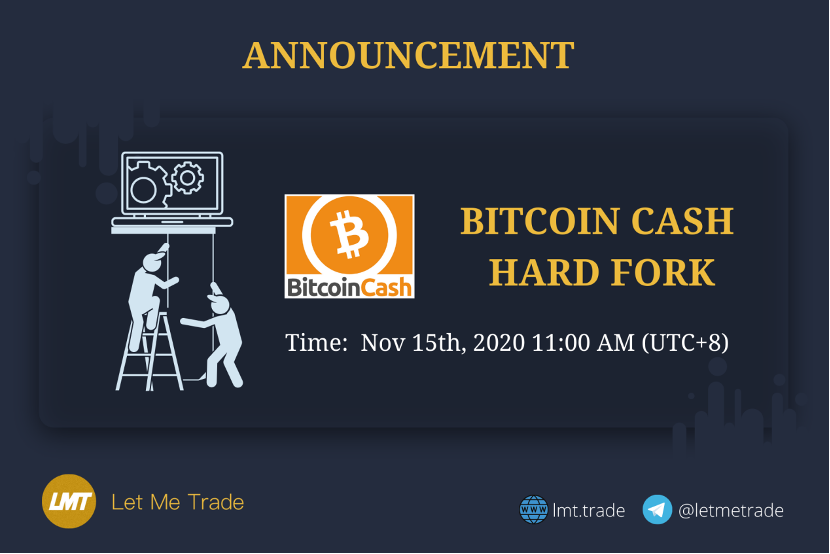 ANNOUNCEMENT
BitcoinCash
BITCOIN CASH
HARD FORK
Time: Nov 15th, 2020 11:00 AM (UTC+8)
LMT Let Me Trade
WWW lmt.trade @letmetrade